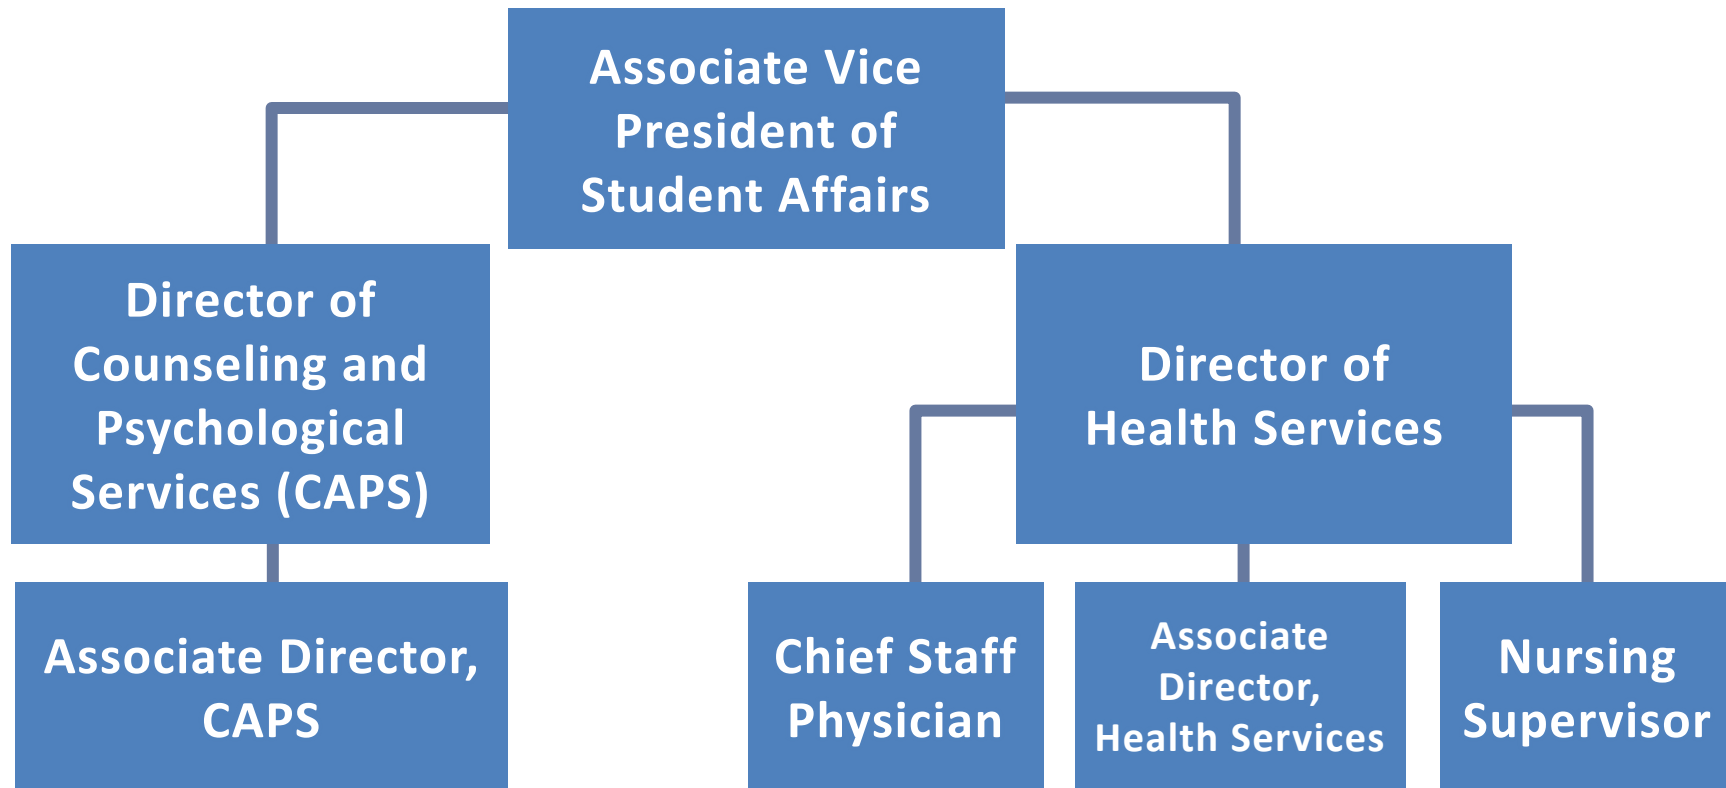 Associate Vice
President of
Student Affairs
Director of
Counseling and
Psychological
Services (CAPS)
Director of
Health Services
Associate Director,
CAPS
Chief Staff
Physician
Associate
Director,
Health Services
Nursing
Supervisor